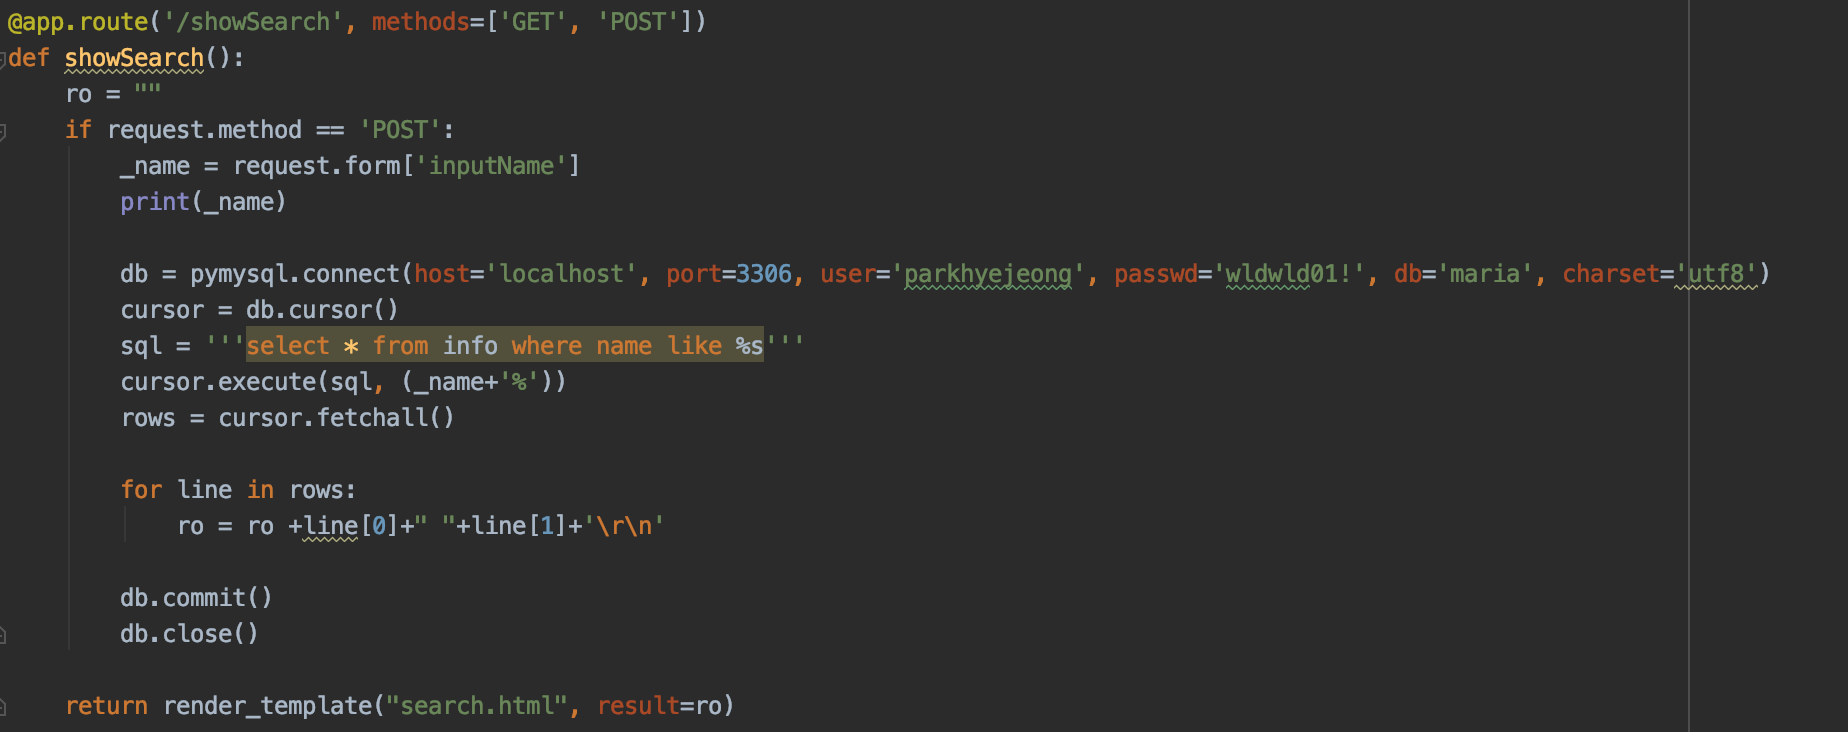 @app.route('/showSearch', methods=['GET', 'POST'])
def showSearch():
    ro = ""
    if request.method == 'POST':
        _name = request.form['inputName']
        print(_name)

        db = pymysql.connect(host='localhost', port=3306, user='parkhyejeong', passwd='wldwld01!', db='maria', charset='utf8')
        cursor = db.cursor()
        sql = '''select * from info where name like %s'''
        cursor.execute(sql, (_name+'%'))
        rows = cursor.fetchall()

        for line in rows:
            ro = ro +line[0]+" "+line[1]+'\r\n'

        db.commit()
        db.close()

    return render_template("search.html", result=ro)